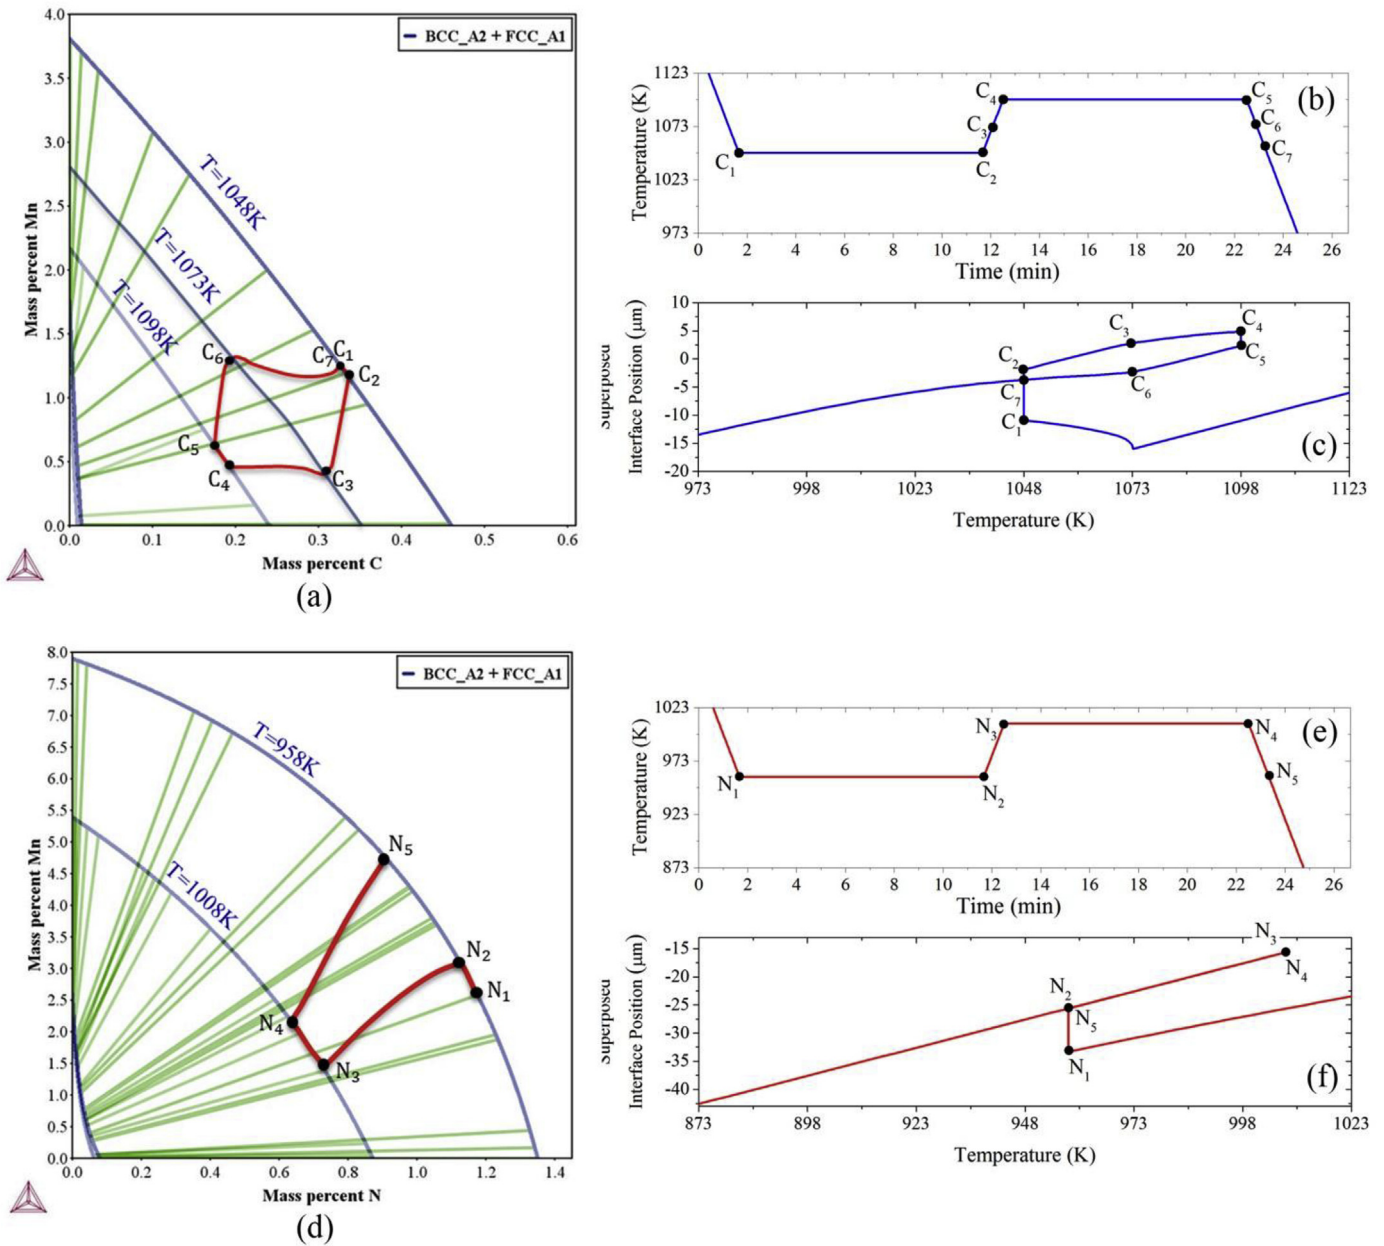 4.0
3.5
3.0
2.5
2.0
1.5
1.0
0.5
0.0
Mass percent Mn
BCC_A2 + FCC_A1
T=1048K
T=1073K
T=1098K
C6
C7
C1
C2
C5
C4
C3
0.0 0.1 0.2 0.3 0.4 0.5 0.6
Mass percent C
(a)
1123
1073
1023
973
Temperature (K)
C4
C3
C1
C2
C5
C6
C7
(b)
0 2 4 6 8 10 12 14 16 18 20 22 24 26
Time (min)
10
5
0
-5
-10
-15
-20
Interface Position (μm)
C4
C3
C5
C2
C6
C7
C1
(c)
973 998 1023 1048 1073 1098 1123
Temperature (K)
8.0
7.5
7.0
6.5
6.0
5.5
5.0
4.5
4.0
3.5
3.0
2.5
2.0
1.5
1.0
0.5
0.0
Mass percent Mn
BCC_A2 + FCC_A1
T=958K
T=1008K
N5
N2
N1
N4
N3
0.0 0.2 0.4 0.6 0.8 1.0 1.2 1.4
Mass percent N
(d)
1023
973
923
873
Temperature (K)
N3
N4
N1
N2
N5
(e)
0 2 4 6 8 10 12 14 16 18 20 22 24 26
Time (min)
-15
-20
-25
-30
-35
-40
Interface Position (μm)
N3
N4
N2
N5
N1
(f)
873 898 923 948 973 998 1023
Temperature (K)